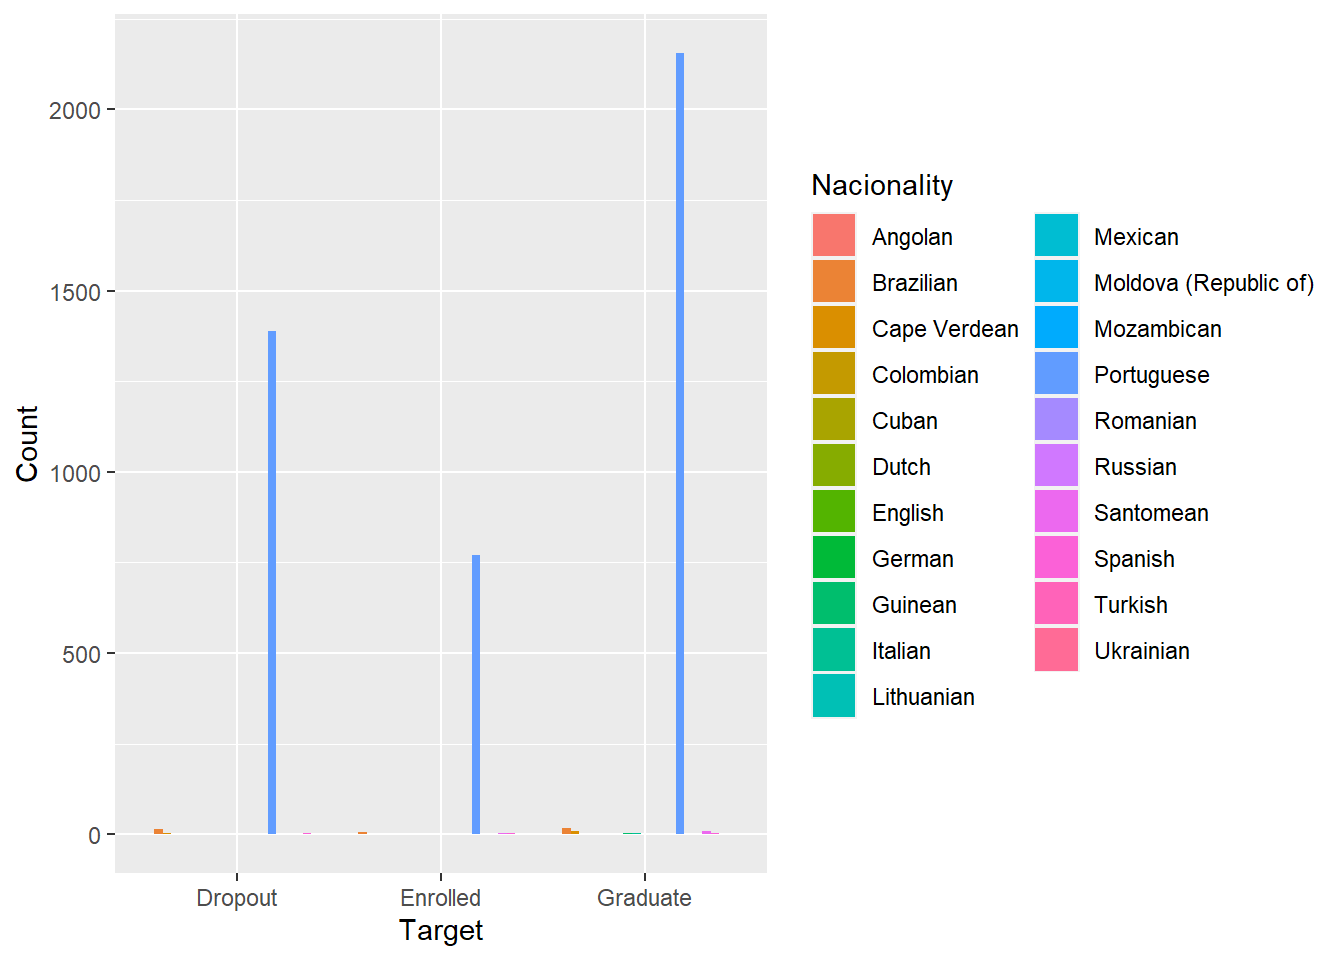 2000
1500
1000
500
0
Count
Dropout
Enrolled
Graduate
Target
Nacionality
Angolan
Brazilian
Cape Verdean
Colombian
Cuban
Dutch
English
German
Guinean
Italian
Lithuanian
Mexican
Moldova (Republic of)
Mozambican
Portuguese
Romanian
Russian
Santomean
Spanish
Turkish
Ukrainian